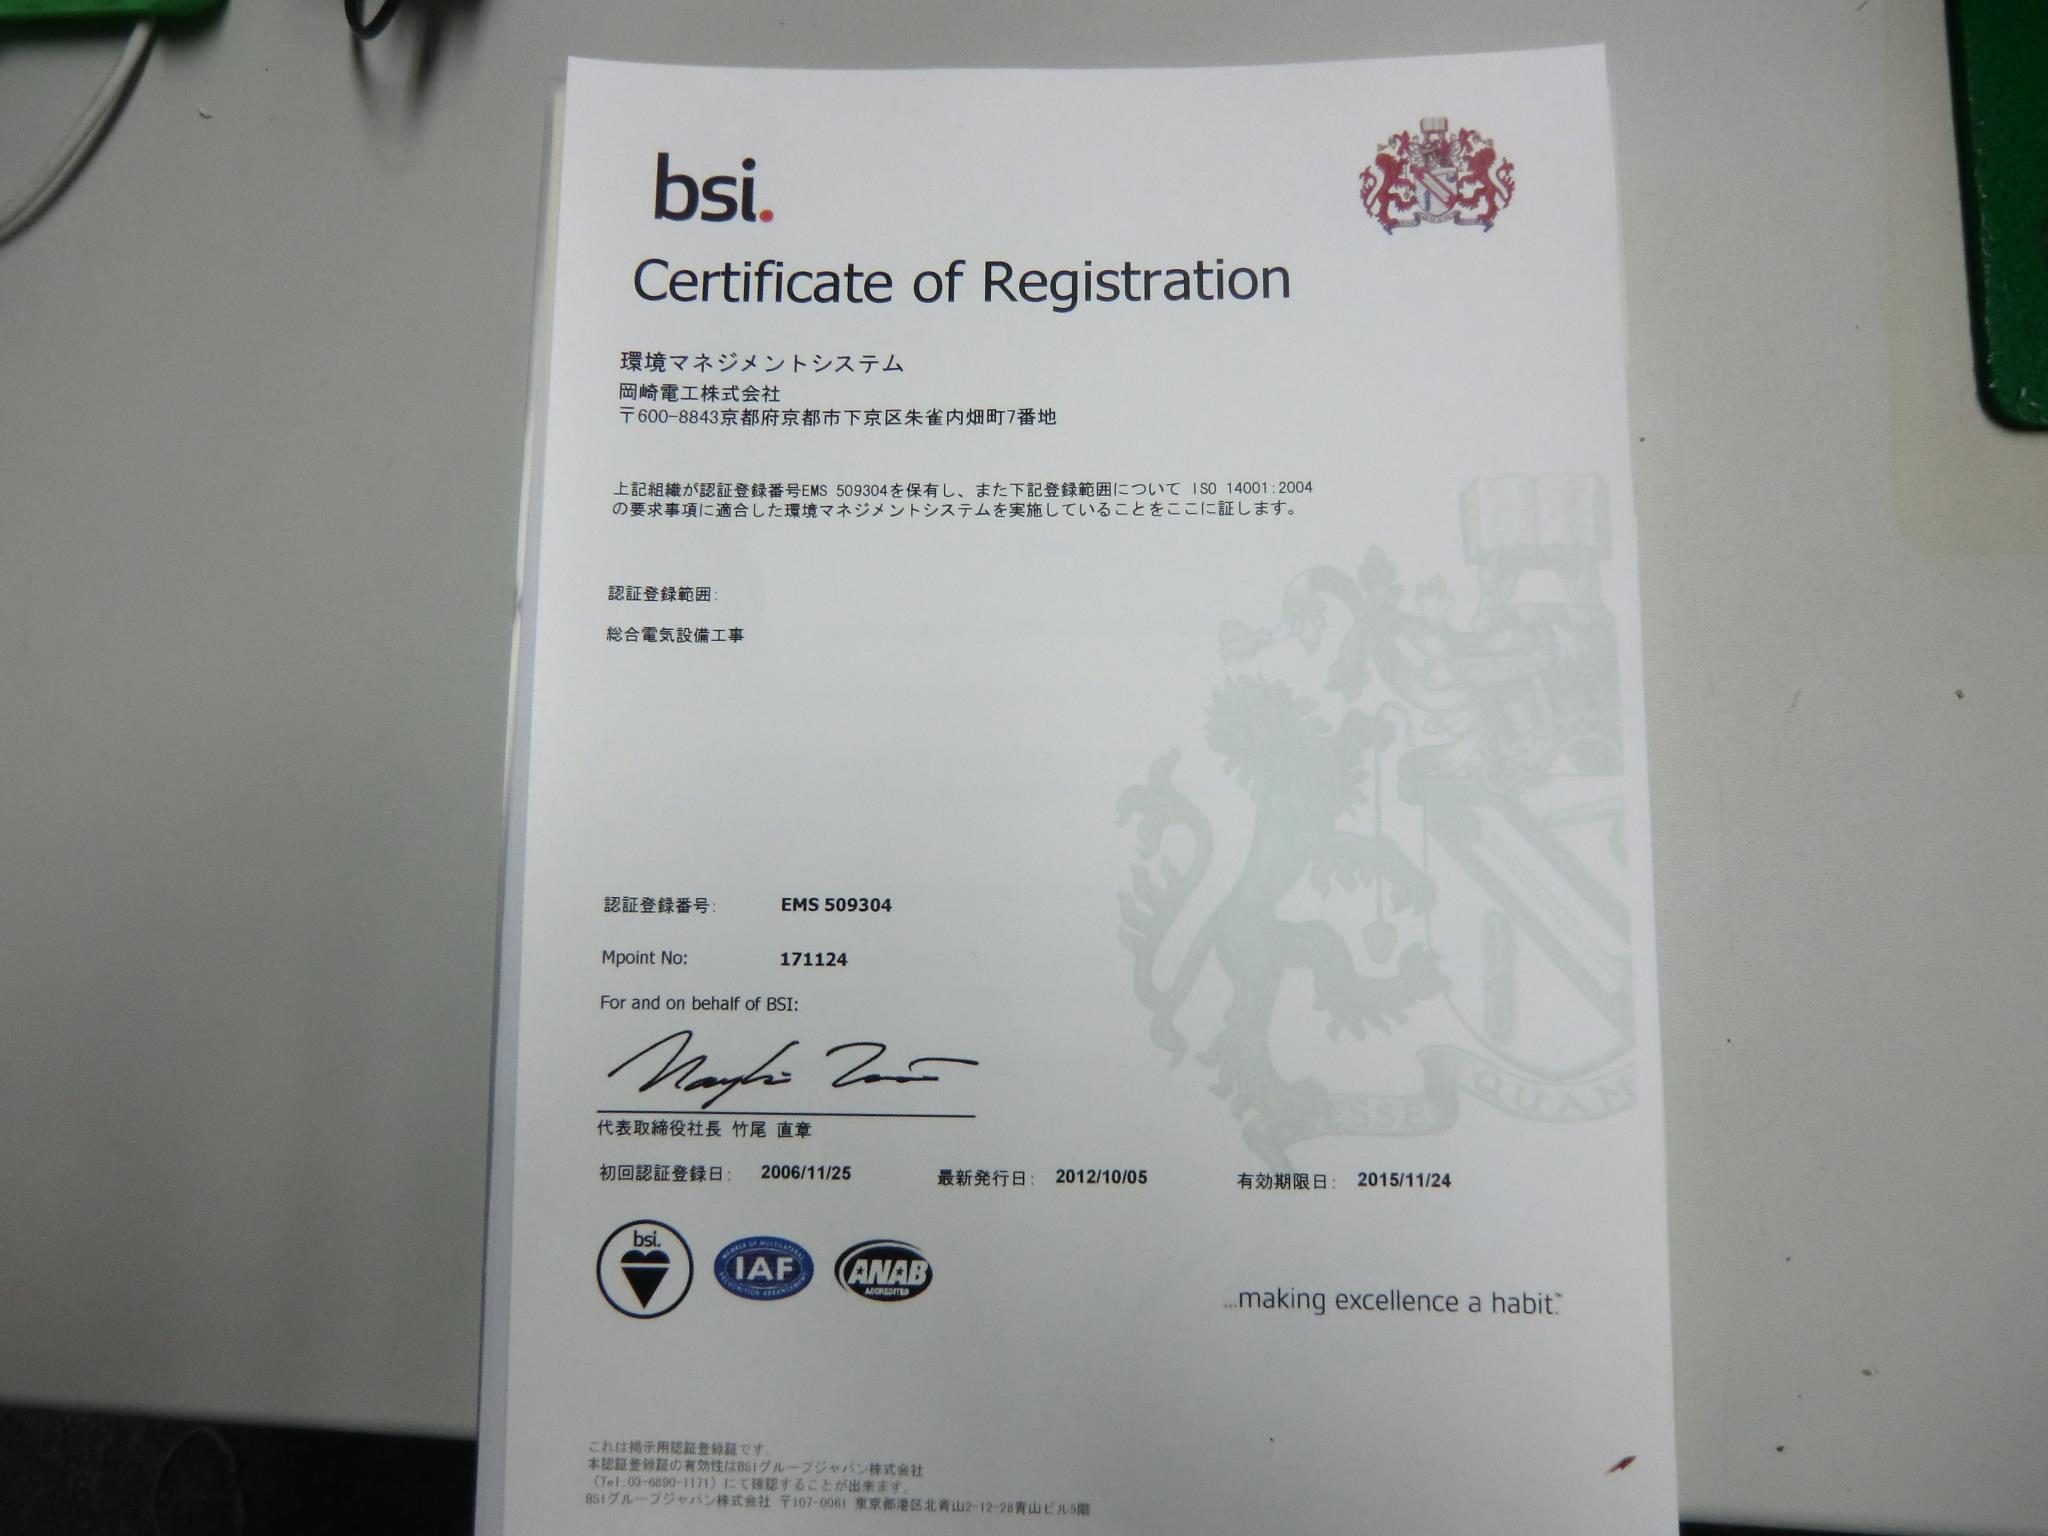 bsi.
Certificate of Registration
環境マネジメントシステム
岡崎電工株式会社
〒600-8843京都府京都市下京区朱雀内畑町7番地
上記組織が認証登録番号EMS 509304を保有し、また下記登録範囲について ISO 14001:2004
の要求事項に適合した環境マネジメントシステムを実施していることをここに証します。
認証登録範囲:
総合電気設備工事
認証登録番号: EMS 509304
Mpoint No: 171124
For and on behalf of BSI:
代表取締役社長 竹尾 直章
初回認証登録日: 2006/11/25 最新発行日: 2012/10/05 有効期限日: 2015/11/24
bsi.
MEMBER OF MULTILATERAL
IAF
RECOGNITION ARRANGEMENT
ANAB
ACCREDITED
ESSE QUAM
...making excellence a habit.™
これは掲示用認証登録証です。
本認証登録証の有効性はBSIグループジャパン株式会社
（Tel:03-6890-1171）にて確認することが出来ます。
BSIグループジャパン株式会社 〒107-0061 東京都港区北青山2-12-28青山ビル5階